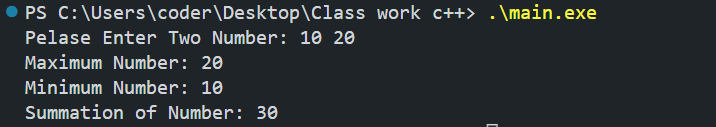 PS C:\Users\coder\Desktop\Class work c++> .\main.exe
Pelase Enter Two Number: 10 20
Maximum Number: 20
Minimum Number: 10
Summation of Number: 30